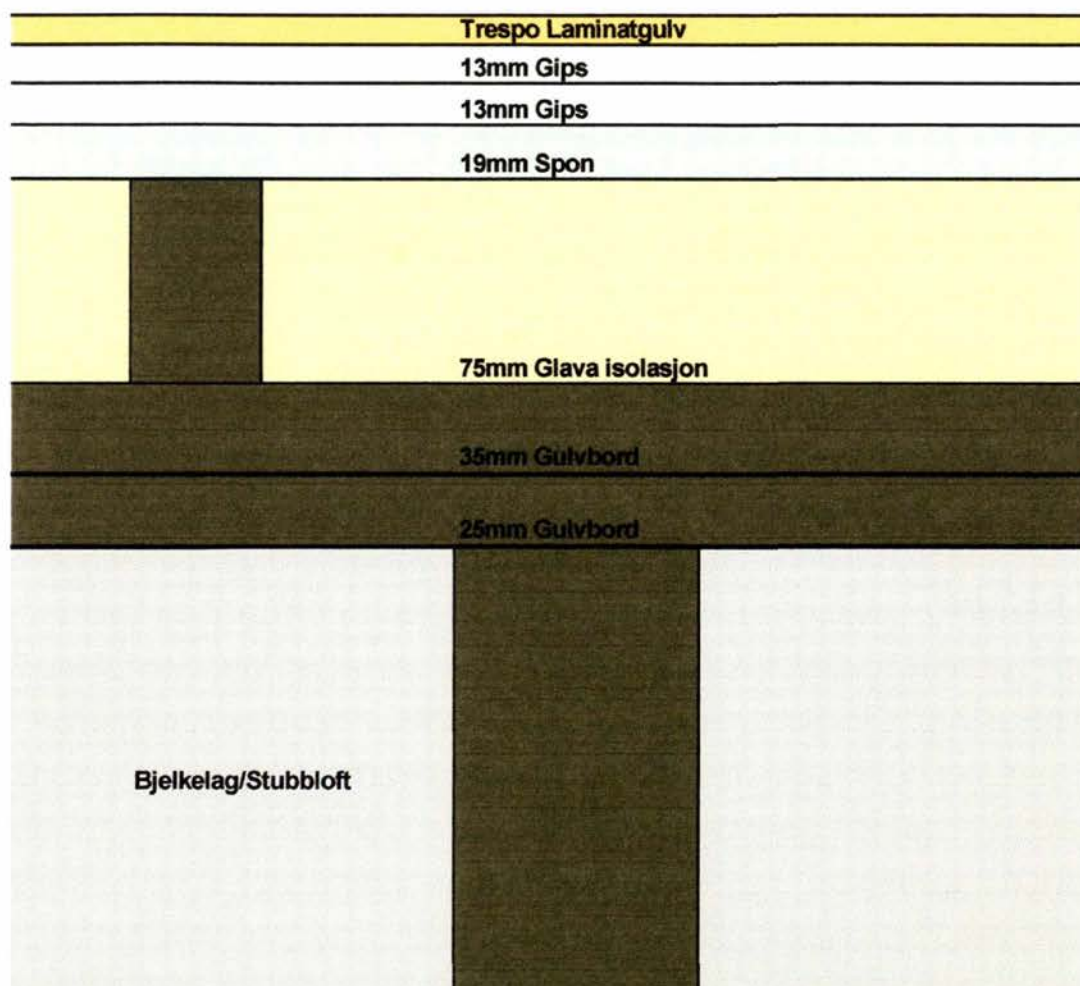 Trespo Laminatgulv
13mm Gips
13mm Gips
19mm Spon
75mm Glava isolasjon
35mm Gulvbord
25mm Gulvbord
Bjelkelag/Stubbloft